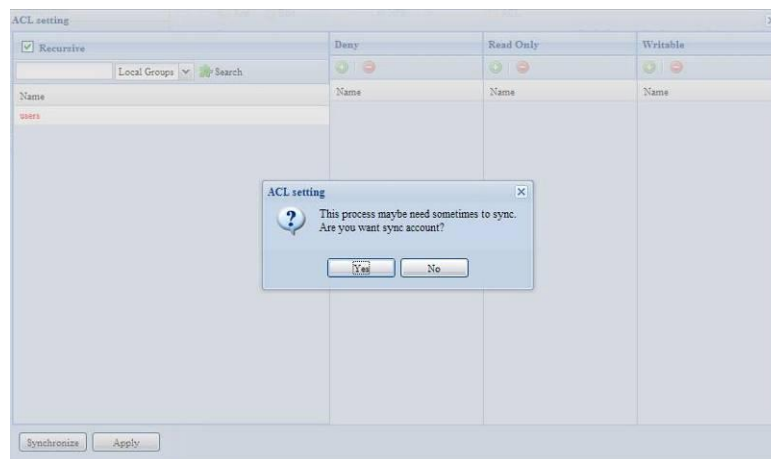 ACL setting
Recursive
Deny
Read Only
Writable
Local Groups
Search
Name
Name
Name
Name
users
ACL setting
This process maybe need sometimes to sync.
Are you want sync account?
Yes
No
Synchronize
Apply